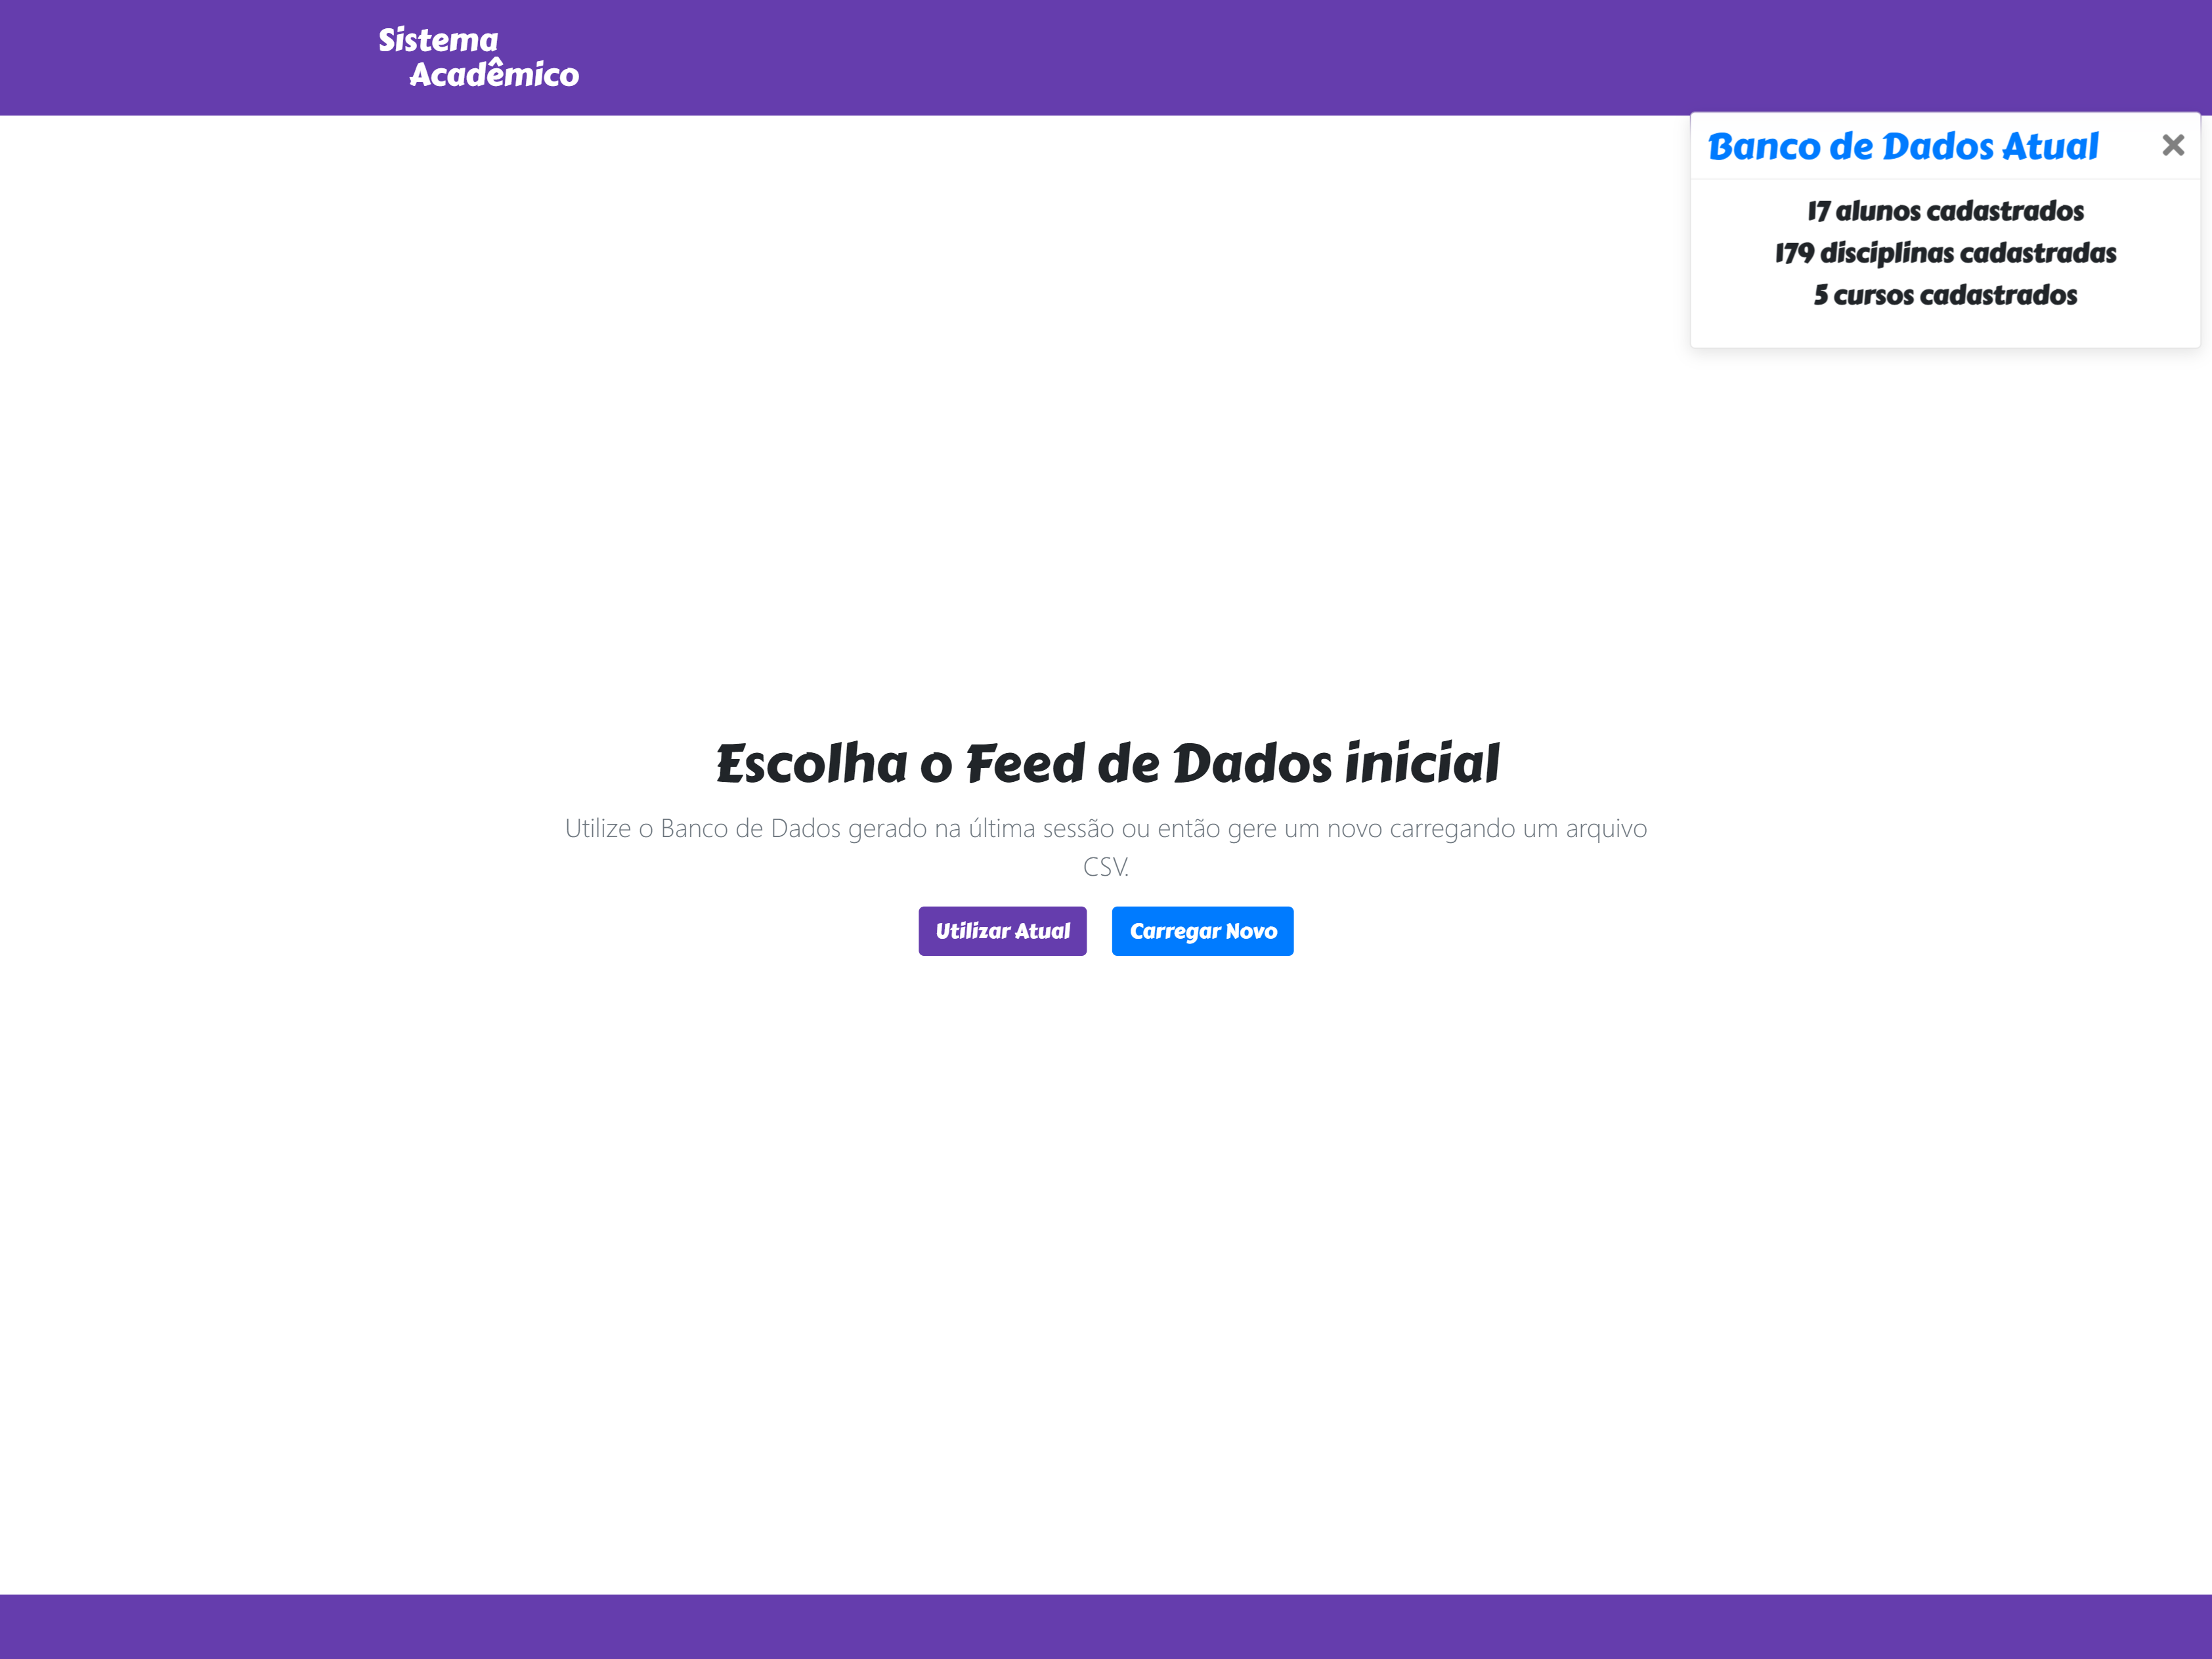 Sistema
Acadêmico
Banco de Dados Atual
17 alunos cadastrados
179 disciplinas cadastradas
5 cursos cadastrados
Escolha o Feed de Dados inicial
Utilize o Banco de Dados gerado na última sessão ou então gere um novo carregando um arquivo
CSV.
Utilizar Atual
Carregar Novo